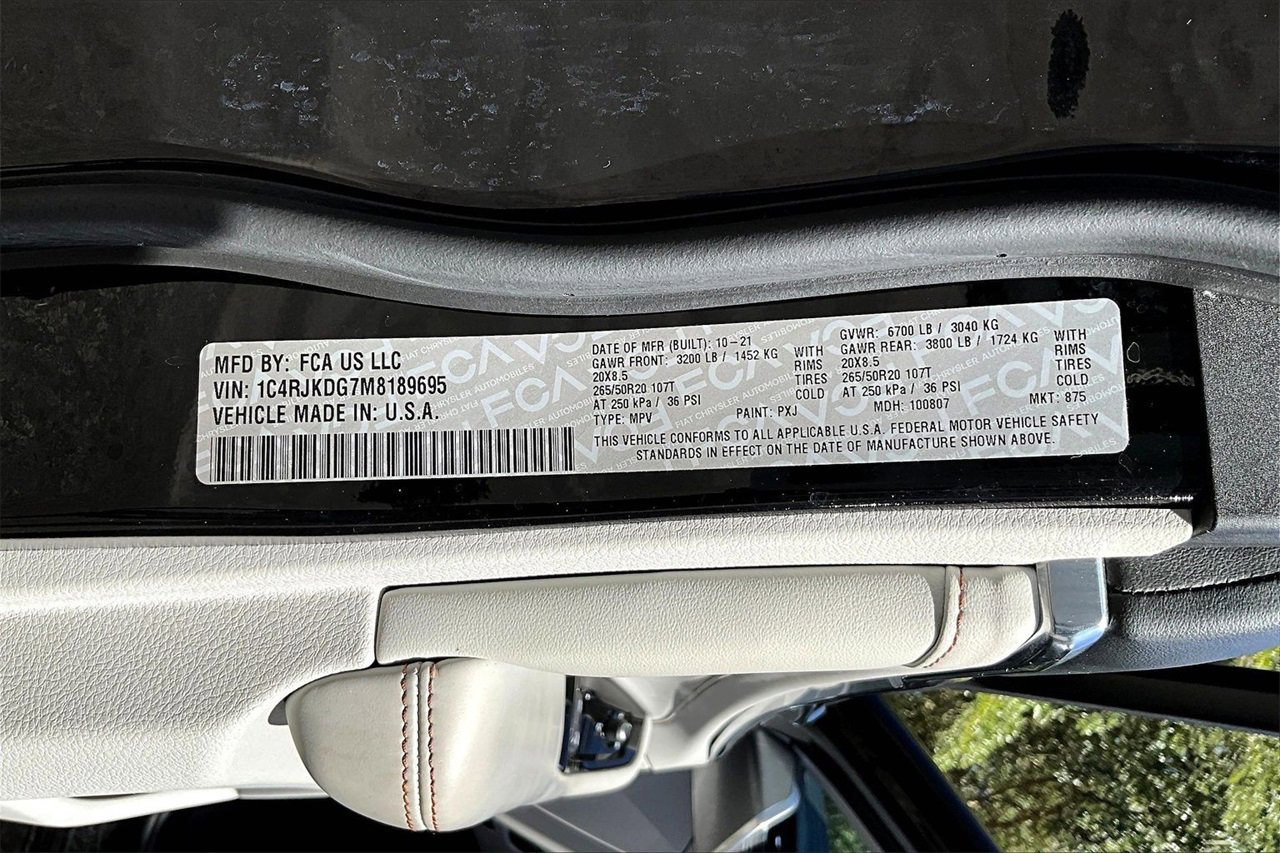 MFD BY: FCA US LLC
VIN: 1C4RJKDG7M8189695
VEHICLE MADE IN: U.S.A.
DATE OF MFR (BUILT): 10-21
GAWR FRONT: 3200 LB / 1452 KG
20X8.5
265/50R20 107T
AT 250 kPa / 36 PSI
WITH
RIMS
TIRES
COLD
GVWR: 6700 LB / 3040 KG
GAWR REAR: 3800 LB / 1724 KG
20X8.5
265/50R20 107T
AT 250 kPa / 36 PSI
WITH
RIMS
TIRES
COLD
TYPE: MPV PAINT: PXJ MDH: 100807 MKT: 875
THIS VEHICLE CONFORMS TO ALL APPLICABLE U.S.A. FEDERAL MOTOR VEHICLE SAFETY
STANDARDS IN EFFECT ON THE DATE OF MANUFACTURE SHOWN ABOVE.
FCA
FIAT CHRYSLER AUTOMOBILES